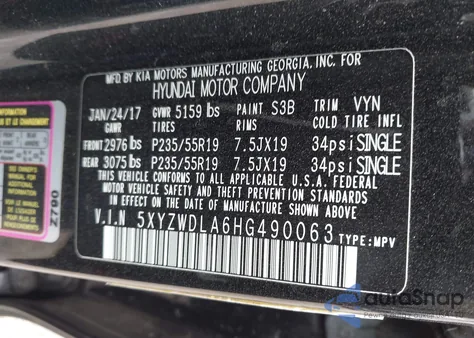 MFD BY KIA MOTORS MANUFACTURING GEORGIA, INC. FOR
HYUNDAI MOTOR COMPANY
JAN/24/17 GVWR 5159 lbs PAINT S3B TRIM VYN
GAWR TIRES RIMS COLD TIRE INFL
FRONT 2976 lbs P235/55R19 7.5JX19 34psi SINGLE
REAR 3075 lbs P235/55R19 7.5JX19 34psi SINGLE
THIS VEHICLE CONFORMS TO ALL APPLICABLE U.S.A. FEDERAL
MOTOR VEHICLE SAFETY AND BUMPER STANDARDS IN
EFFECT ON THE DATE OF MANUFACTURE SHOWN ABOVE
V.I.N 5XYZWDLA6HG490063 TYPE:MPV
Z790
autoSnap